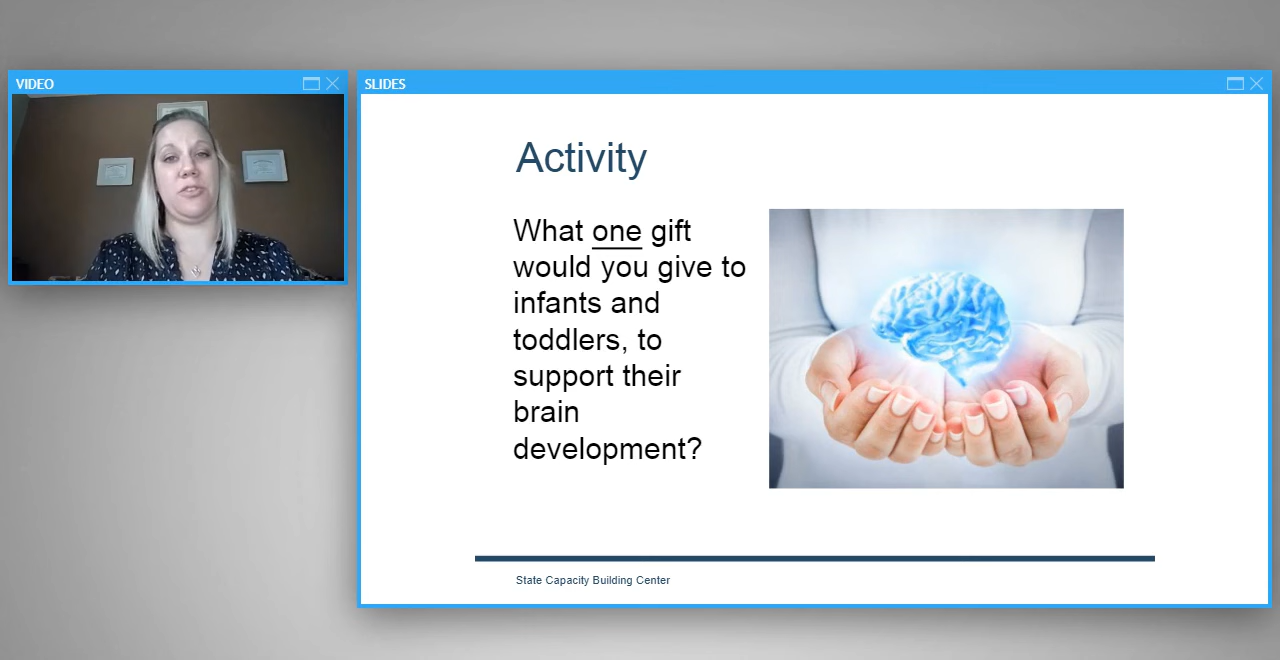 VIDEO
SLIDES
Activity
What one gift
would you give to
infants and
toddlers, to
support their
brain
development?
State Capacity Building Center